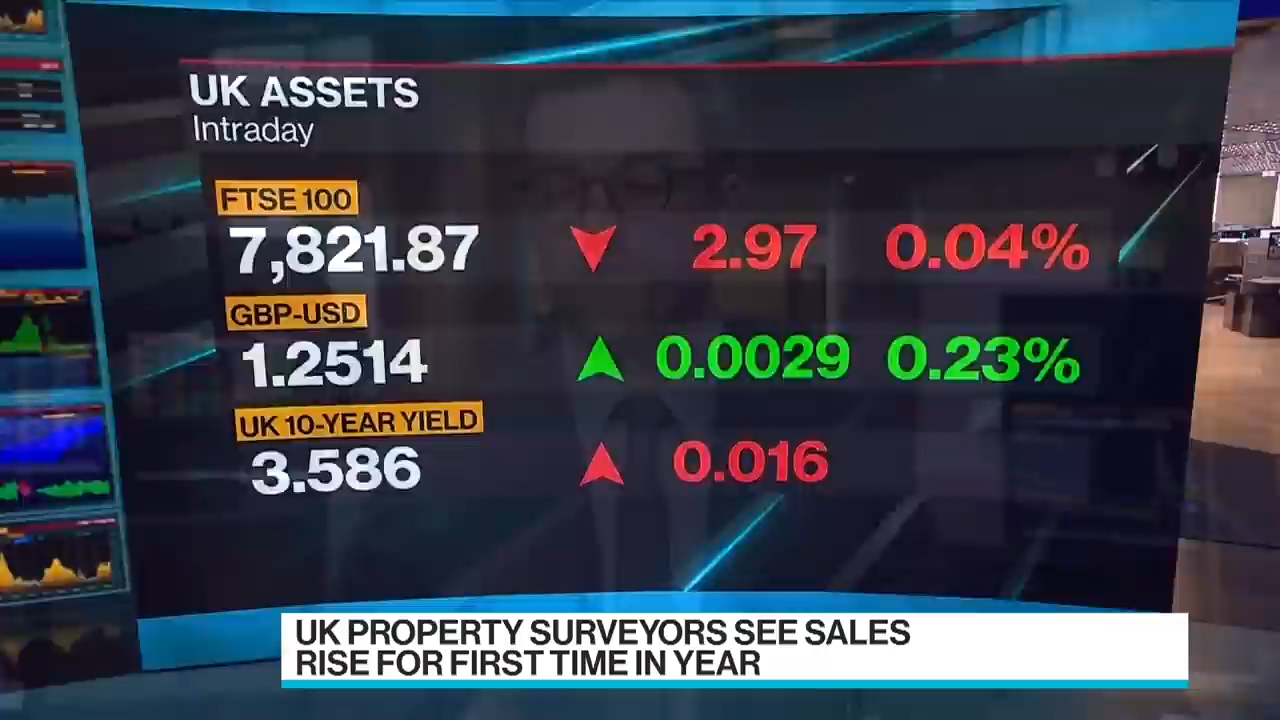 UK ASSETS
Intraday
FTSE 100
7,821.87 ▼ 2.97 0.04%
GBP-USD
1.2514 ▲ 0.0029 0.23%
UK 10-YEAR YIELD
3.586 ▲ 0.016
UK PROPERTY SURVEYORS SEE SALES
RISE FOR FIRST TIME IN YEAR